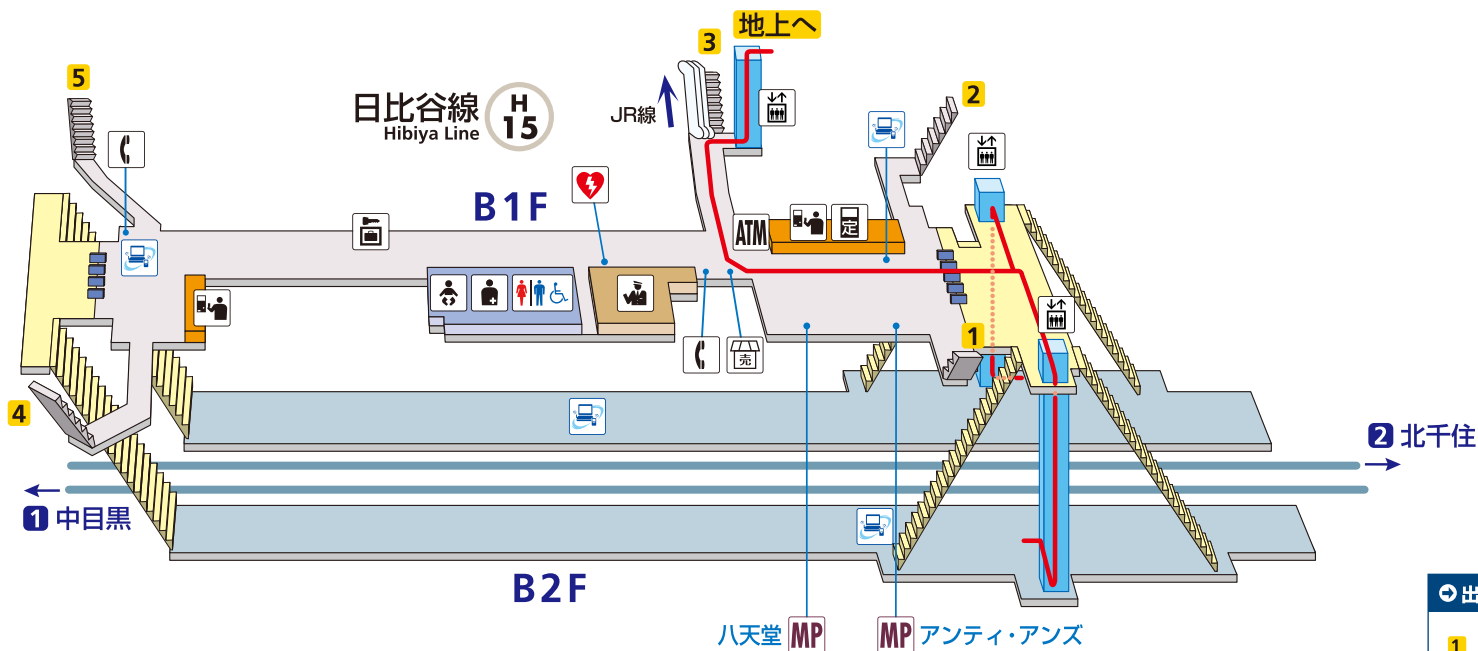 地上へ
3
5
日比谷線
Hibiya Line
H
15
JR線
2
B1F
ATM
定
売
1
4
2 北千住
1 中目黒
B2F
八天堂 MP
MP アンティ・アンズ
出
1